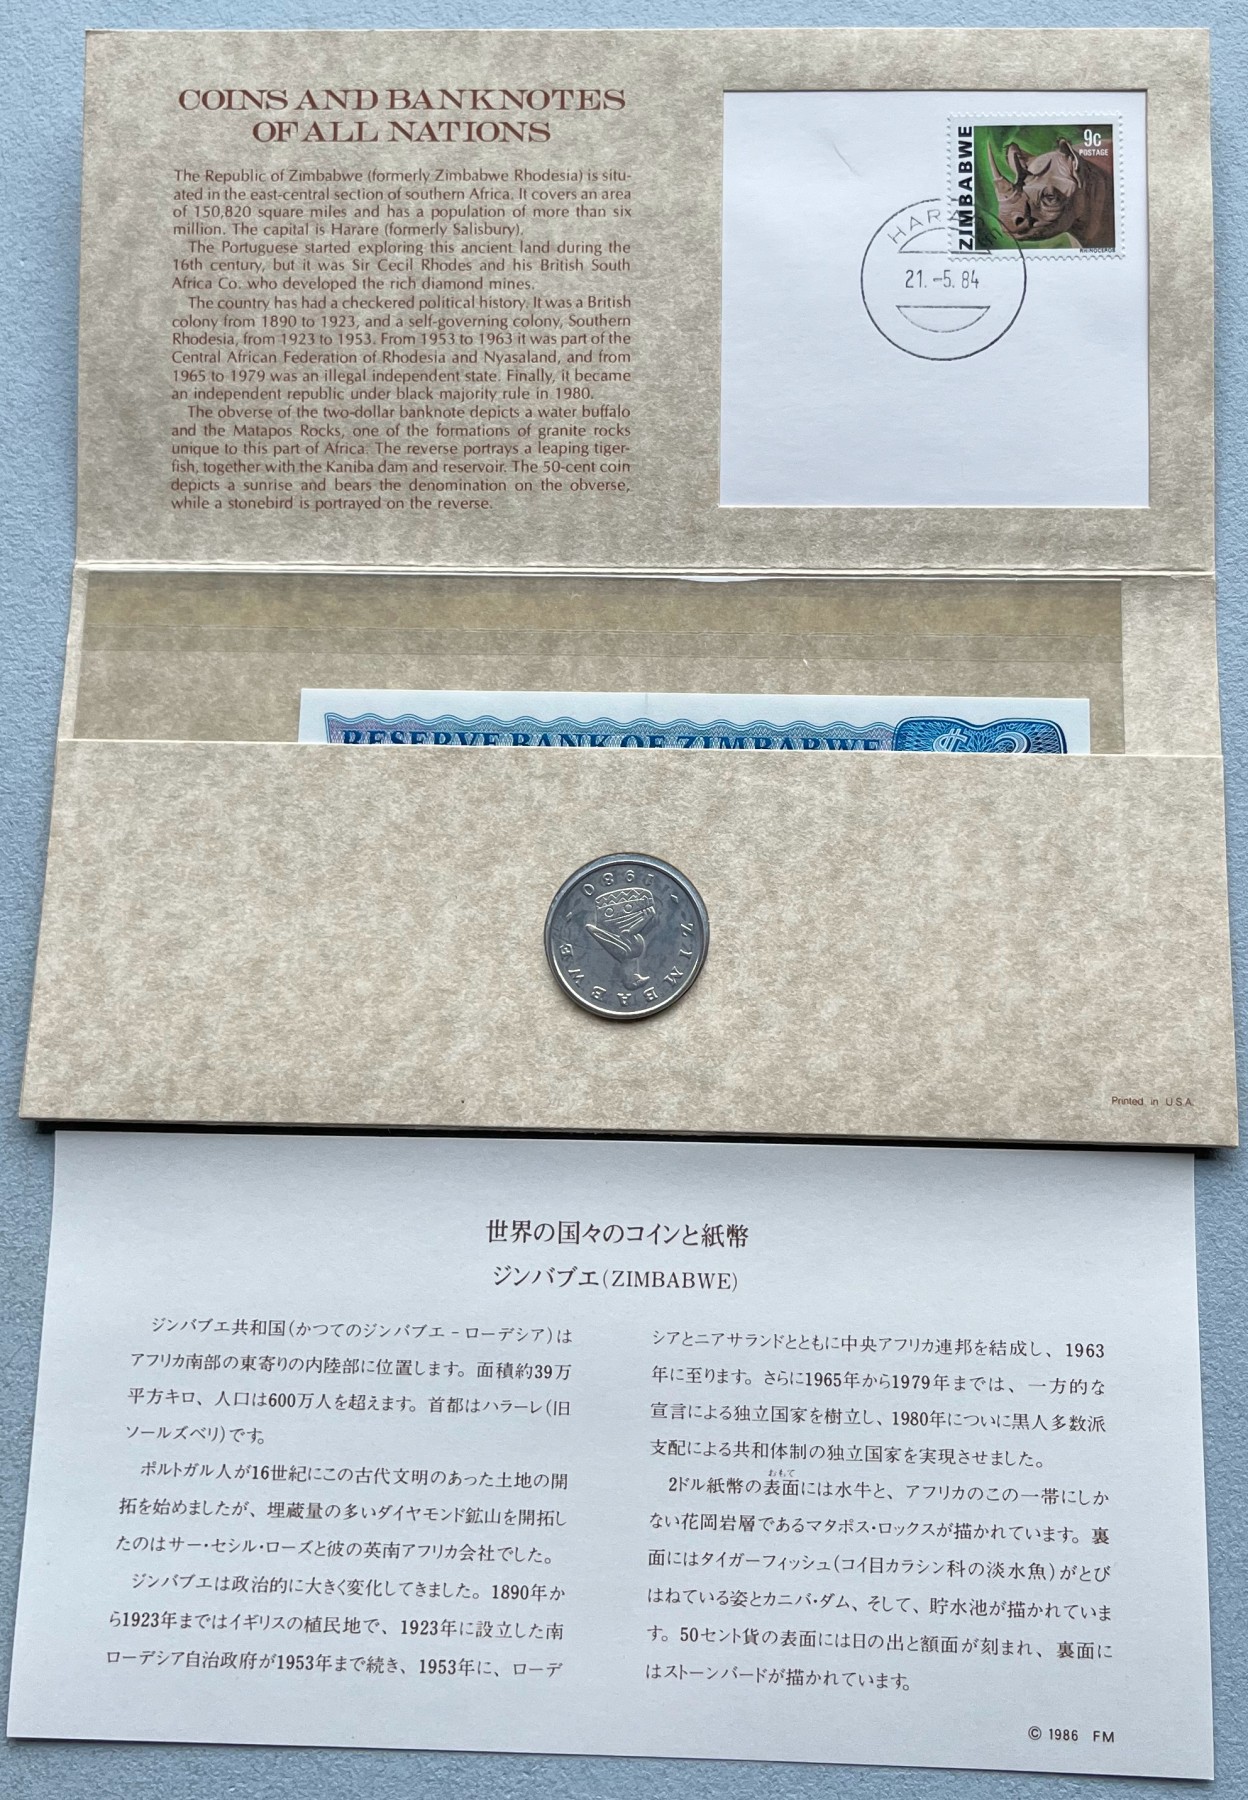 COINS AND BANKNOTES
OF ALL NATIONS
The Republic of Zimbabwe (formerly Zimbabwe Rhodesia) is situ-
ated in the east-central section of southern Africa. It covers an area
of 150,820 square miles and has a population of more than six
million. The capital is Harare (formerly Salisbury).
The Portuguese started exploring this ancient land during the
16th century, but it was Sir Cecil Rhodes and his British South
Africa Co. who developed the rich diamond mines.
The country has had a checkered political history. It was a British
colony from 1890 to 1923, and a self-governing colony, Southern
Rhodesia, from 1923 to 1953. From 1953 to 1963 it was part of the
Central African Federation of Rhodesia and Nyasaland, and from
1965 to 1979 was an illegal independent state. Finally, it became
an independent republic under black majority rule in 1980.
The obverse of the two-dollar banknote depicts a water buffalo
and the Matapos Rocks, one of the formations of granite rocks
unique to this part of Africa. The reverse portrays a leaping tiger-
fish, together with the Kaniba dam and reservoir. The 50-cent coin
depicts a sunrise and bears the denomination on the obverse,
while a stonebird is portrayed on the reverse.
ZIMBABWE
9c
POSTAGE
RHINOCEROS
21.-5.84
RESERVE BANK OF ZIMBABWE
$2
1980
ZIMBABWE
Printed in U.S.A.
世界の国々のコインと紙幣
ジンバブエ(ZIMBABWE)
ジンバブエ共和国(かつてのジンバブエ-ローデシア)は
アフリカ南部の東寄りの内陸部に位置します。面積約39万
平方キロ、人口は600万人を超えます。首都はハラーレ(旧
ソールズベリ)です。
ポルトガル人が16世紀にこの古代文明のあった土地の開
拓を始めましたが、埋蔵量の多いダイヤモンド鉱山を開拓し
たのはサー・セシル・ローズと彼の英南アフリカ会社でした。
ジンバブエは政治的に大きく変化してきました。1890年か
ら1923年まではイギリスの植民地で、1923年に設立した南
ローデシア自治政府が1953年まで続き、1953年に、ローデ
シアとニアサランドとともに中央アフリカ連邦を結成し、1963
年に至ります。さらに1965年から1979年までは、一方的な
宣言による独立国家を樹立し、1980年についに黒人多数派
支配による共和体制の独立国家を実現させました。
おもて
2ドル紙幣の表面には水牛と、アフリカのこの一帯にしか
ない花岡岩層であるマタポス・ロックスが描かれています。裏
面にはタイガーフィッシュ(コイ目カラシン科の淡水魚)がとび
はねている姿とカニバ・ダム、そして、貯水池が描かれていま
す。50セント貨の表面には日の出と額面が刻まれ、裏面に
はストーンバードが描かれています。
© 1986 FM